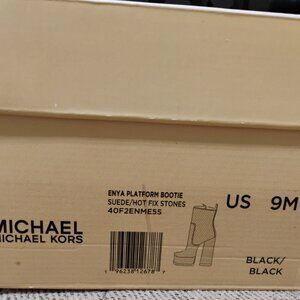 ENYA PLATFORM BOOTIE
SUEDE/HOT FIX STONES
40F2ENME5S
US 9M
MICHAEL
MICHAEL KORS
BLACK/
BLACK